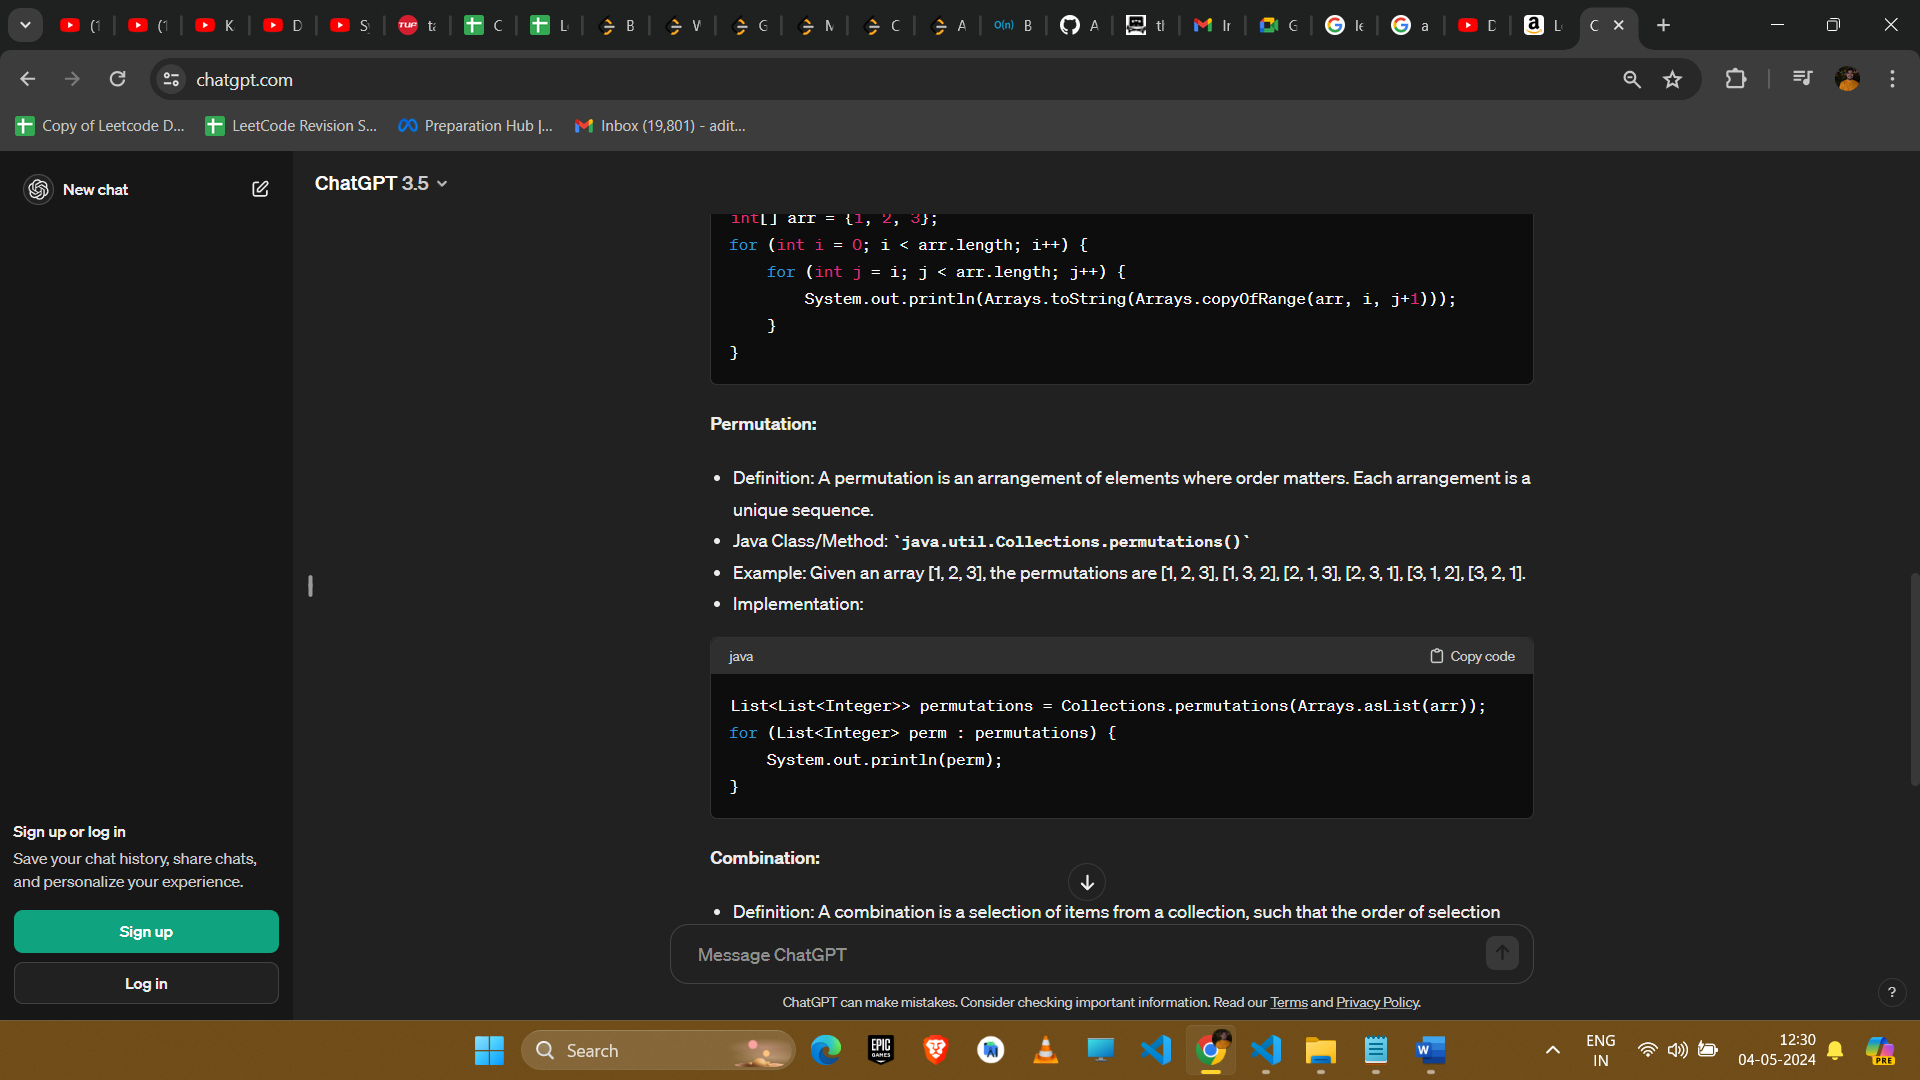 chatgpt.com
Copy of Leetcode D...
LeetCode Revision S...
Preparation Hub |...
Inbox (19,801) - adit...
New chat
ChatGPT 3.5
int[] arr = {1, 2, 3};
for (int i = 0; i < arr.length; i++) {
for (int j = i; j < arr.length; j++) {
System.out.println(Arrays.toString(Arrays.copyOfRange(arr, i, j+1)));
}
}
Permutation:
• Definition: A permutation is an arrangement of elements where order matters. Each arrangement is a
unique sequence.
• Java Class/Method: `java.util.Collections.permutations()`
• Example: Given an array [1, 2, 3], the permutations are [1, 2, 3], [1, 3, 2], [2, 1, 3], [2, 3, 1], [3, 1, 2], [3, 2, 1].
• Implementation:
java
Copy code
List<List<Integer>> permutations = Collections.permutations(Arrays.asList(arr));
for (List<Integer> perm : permutations) {
System.out.println(perm);
}
Combination:
• Definition: A combination is a selection of items from a collection, such that the order of selection
Sign up or log in
Save your chat history, share chats,
and personalize your experience.
Sign up
Log in
Message ChatGPT
ChatGPT can make mistakes. Consider checking important information. Read our Terms and Privacy Policy.
?
Search
EPIC
GAMES
ENG
IN
12:30
04-05-2024
PRE